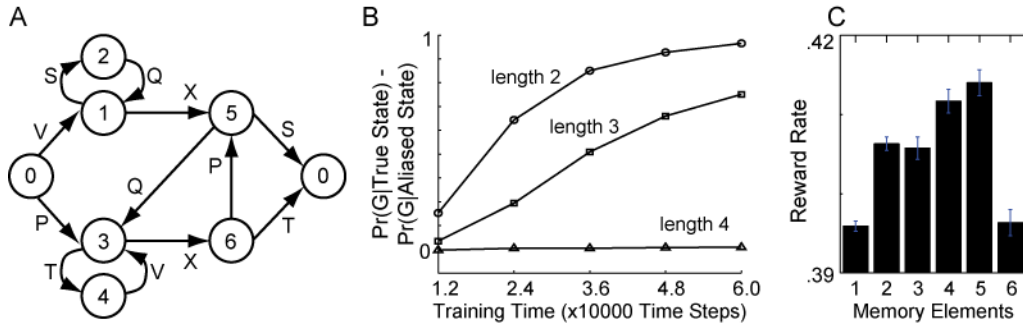 A
0
V
P
S
Q
2
1
X
5
S
Q
P
0
T
3
X
6
T
V
4
B
Pr(G|True State) -
Pr(G|Aliased State)
1
0
length 2
length 3
length 4
1.2 2.4 3.6 4.8 6.0
Training Time (x10000 Time Steps)
C
Reward Rate
.42
.39
1 2 3 4 5 6
Memory Elements